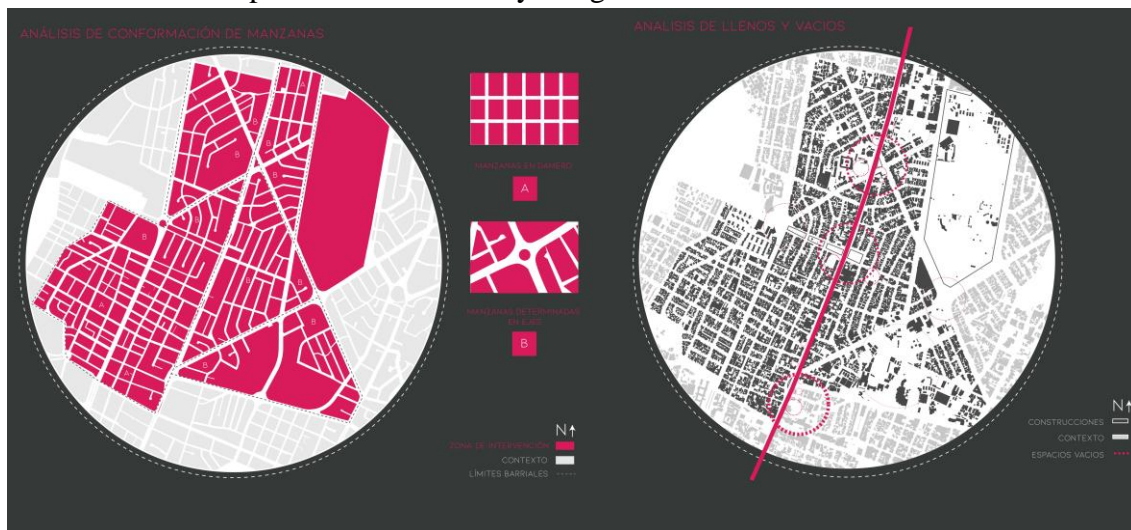 ANÁLISIS DE CONFORMACIÓN DE MANZANAS
A
B
B
B
B
B
A
B
B
B
B
B
A
MANZANAS EN DAMERO
A
MANZANAS DETERMINADAS
EN EJES
B
N
ZONA DE INTERVENCIÓN
CONTEXTO
LÍMITES BARRIALES
ANALISIS DE LLENOS Y VACIOS
N
CONSTRUCCIONES
CONTEXTO
ESPACIOS VACIOS